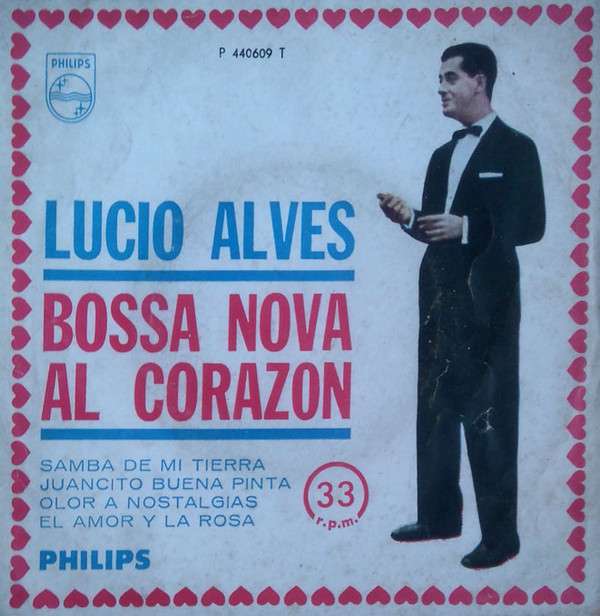 PHILIPS
P 440609 T
LUCIO ALVES
BOSSA NOVA
AL CORAZON
SAMBA DE MI TIERRA
JUANCITO BUENA PINTA
OLOR A NOSTALGIAS
EL AMOR Y LA ROSA
33
r.p.m.
PHILIPS